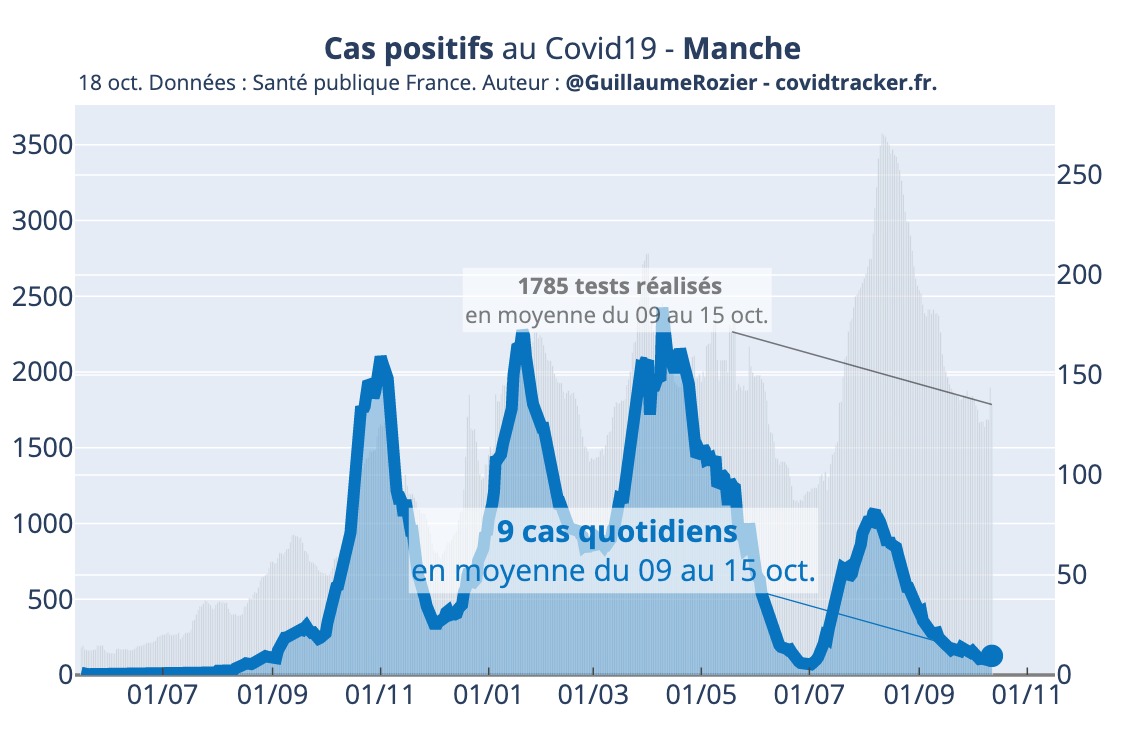 Cas positifs au Covid19 - Manche
18 oct. Données : Santé publique France. Auteur : @GuillaumeRozier - covidtracker.fr.
3500
3000
2500
2000
1500
1000
500
0
250
200
150
100
50
0
1785 tests réalisés
en moyenne du 09 au 15 oct.
9 cas quotidiens
en moyenne du 09 au 15 oct.
01/07 01/09 01/11 01/01 01/03 01/05 01/07 01/09 01/11